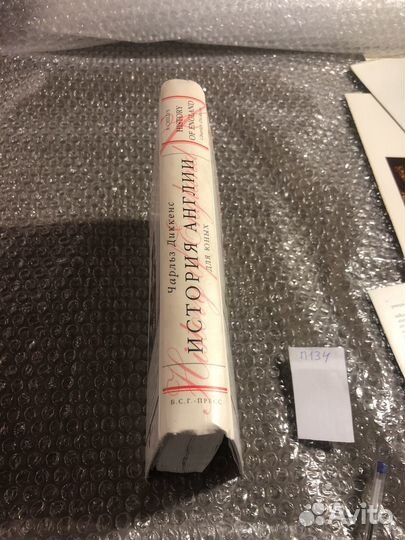 HISTORY
OF ENGLAND
Чарльз Диккенс
ИСТОРИЯ АНГЛИИ
для юных
Б.С.Г.-ПРЕСС
П134
Avito